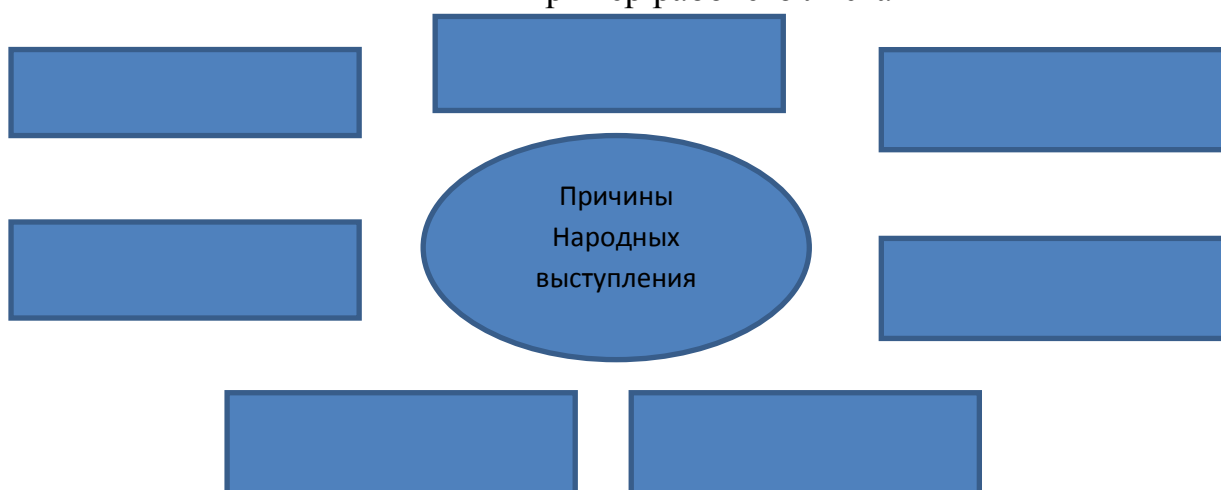 Причины
Народных
выступления